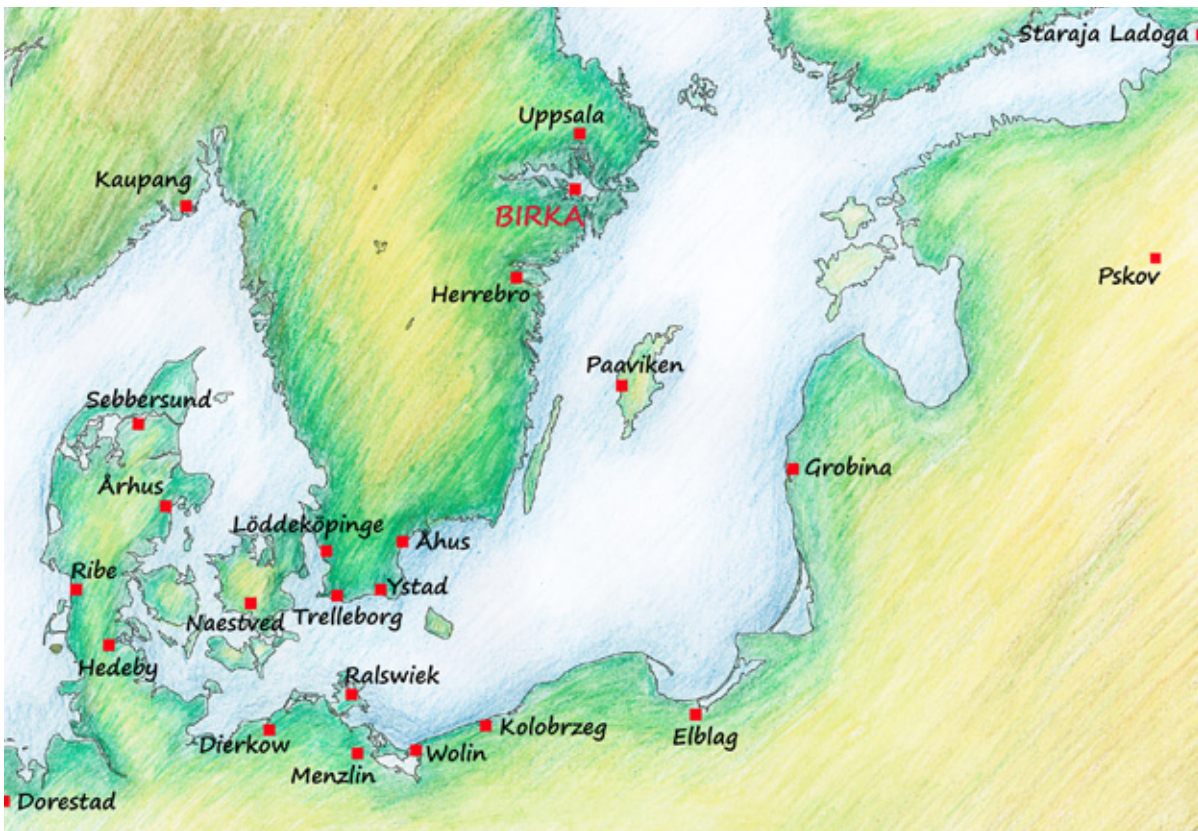 Staraja Ladoga
Uppsala
Kaupang
BIRKA
Pskov
Herrebro
Paaviken
Sebbersund
Grobina
Århus
Löddeköpinge
Åhus
Ribe
Ystad
Naestved
Trelleborg
Hedeby
Ralswiek
Kolobrzeg
Elblag
Dierkow
Wolin
Menzlin
Dorestad